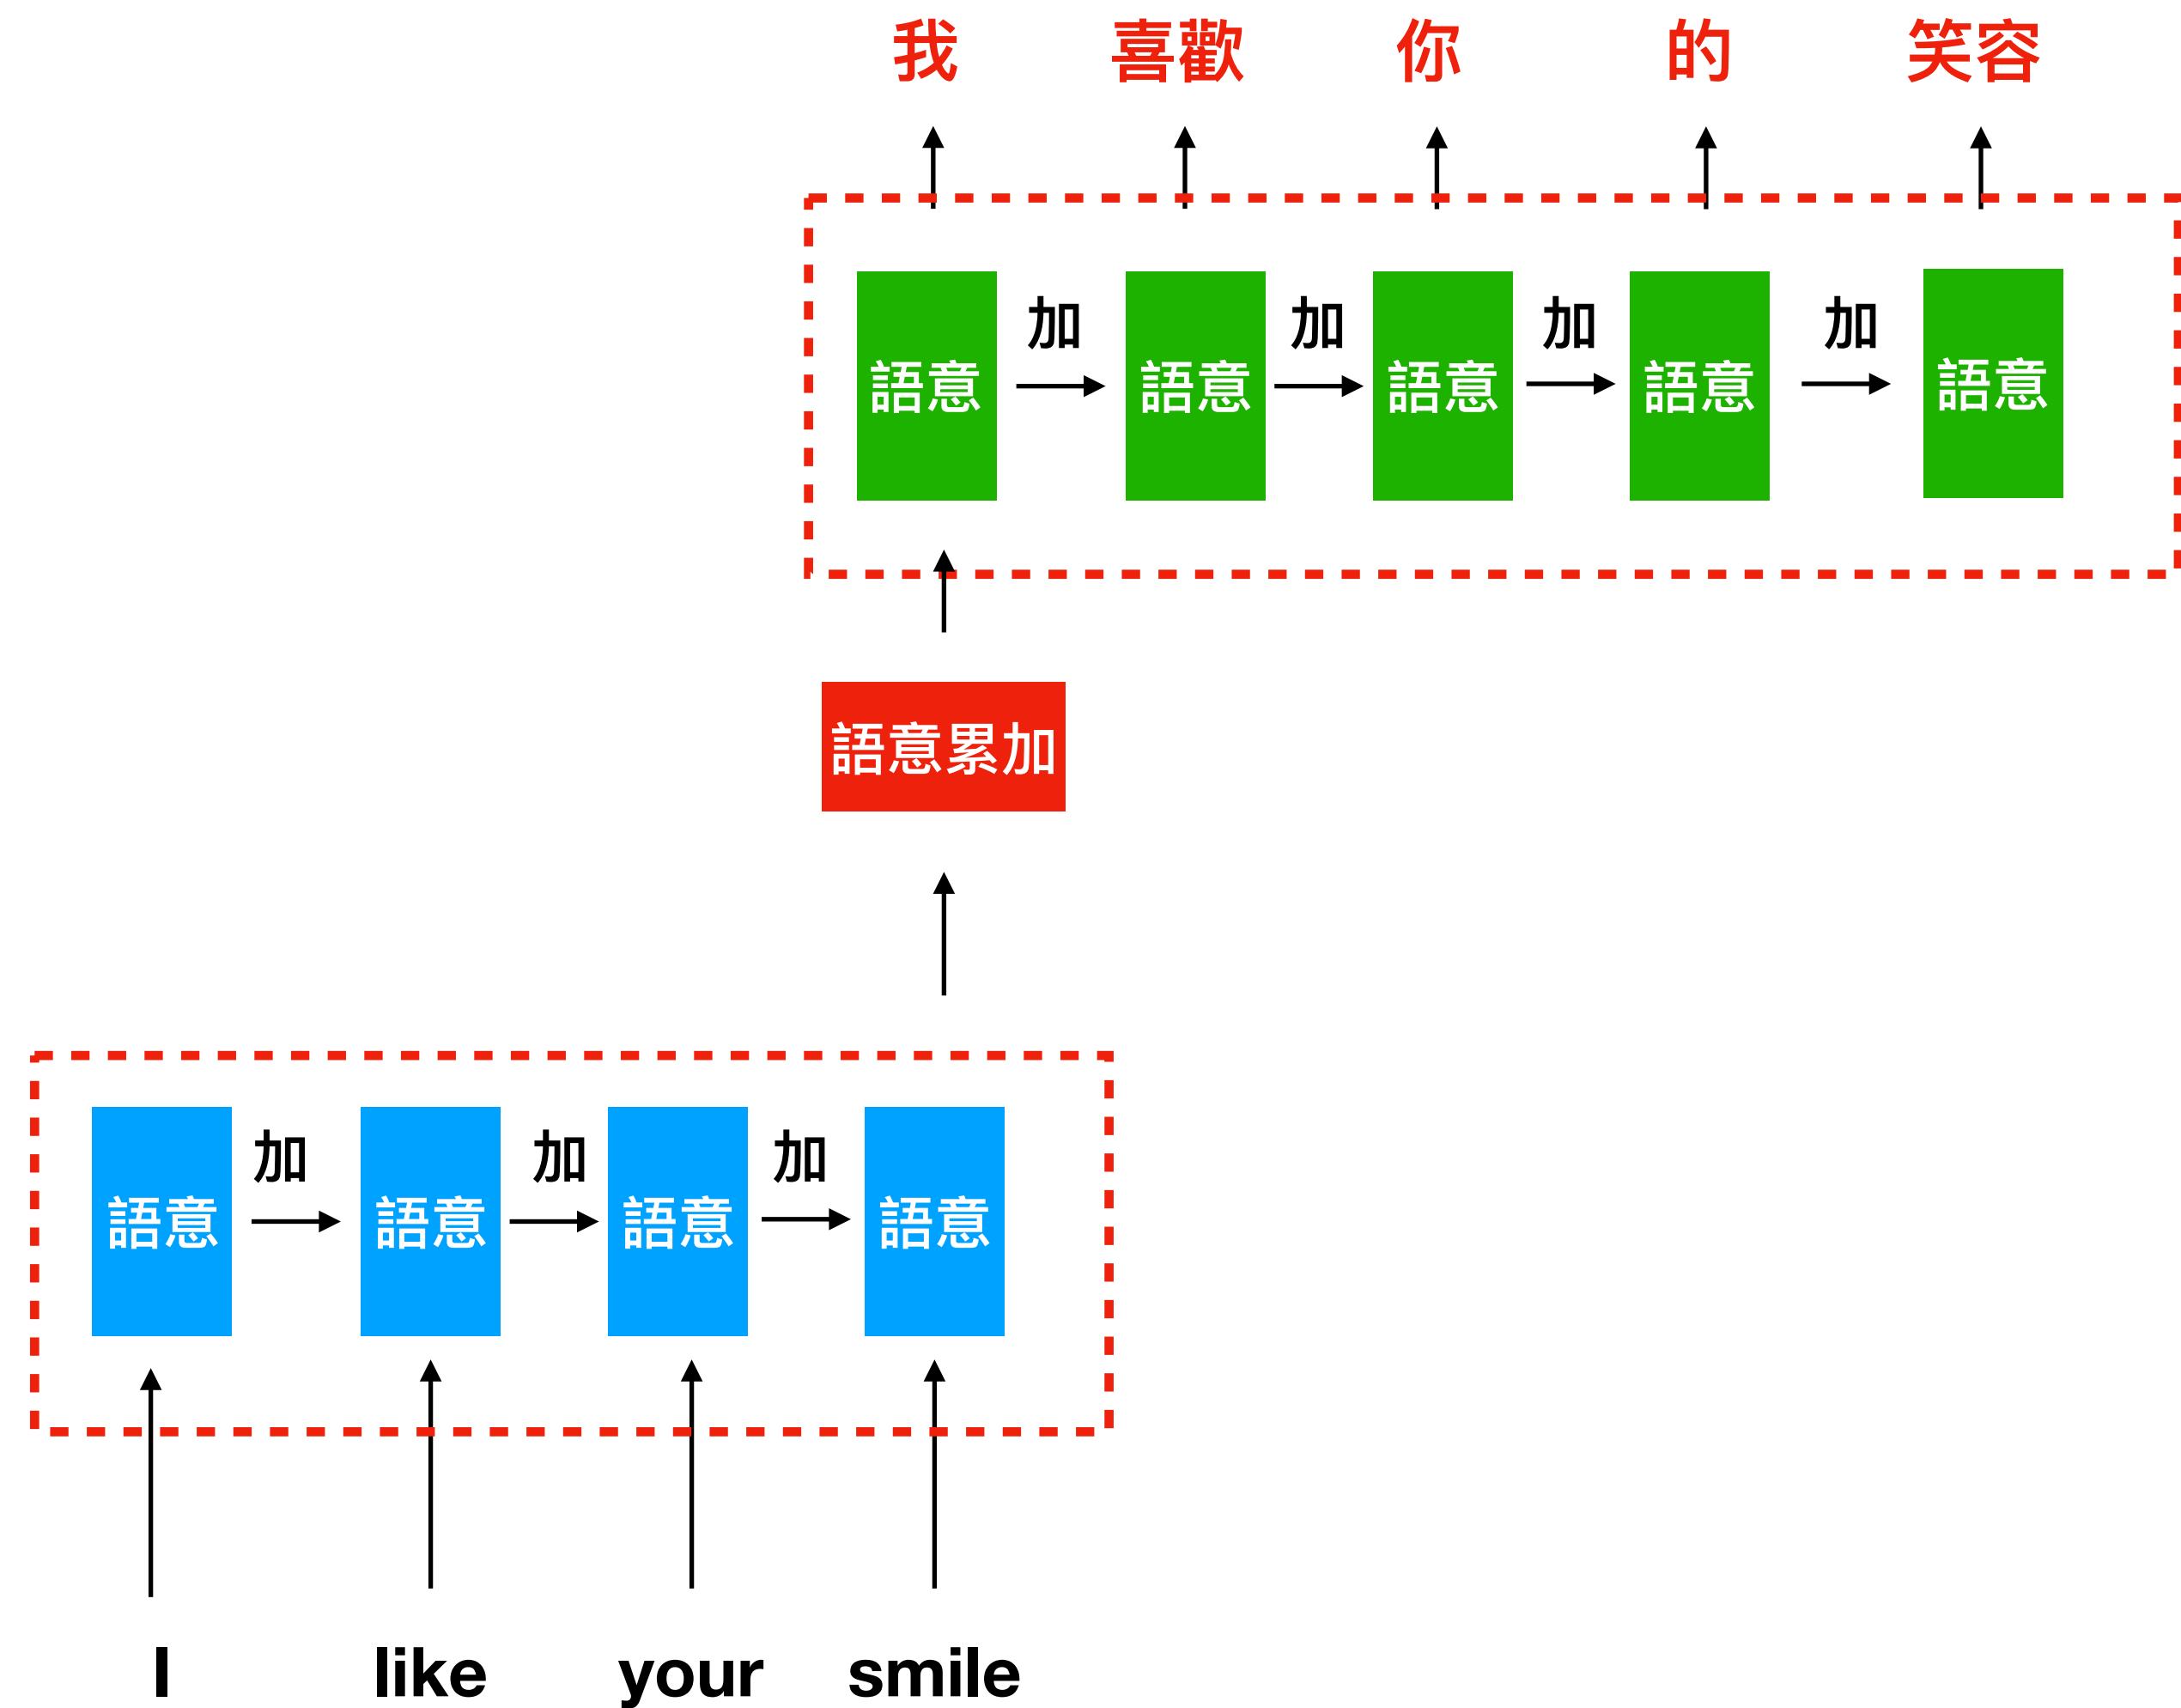 我 喜歡 你 的 笑容
加 加 加 加
語意 語意 語意 語意 語意
語意累加
加 加 加
語意 語意 語意 語意
I like your smile